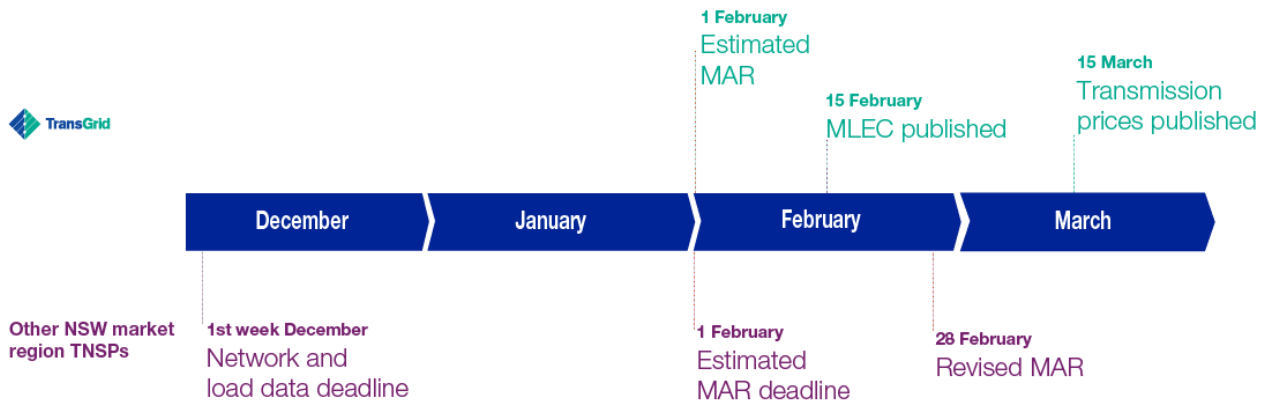 1 February
Estimated
MAR
15 February
MLEC published
15 March
Transmission
prices published
TransGrid
December
January
February
March
Other NSW market
region TNSPs
1st week December
Network and
load data deadline
1 February
Estimated
MAR deadline
28 February
Revised MAR